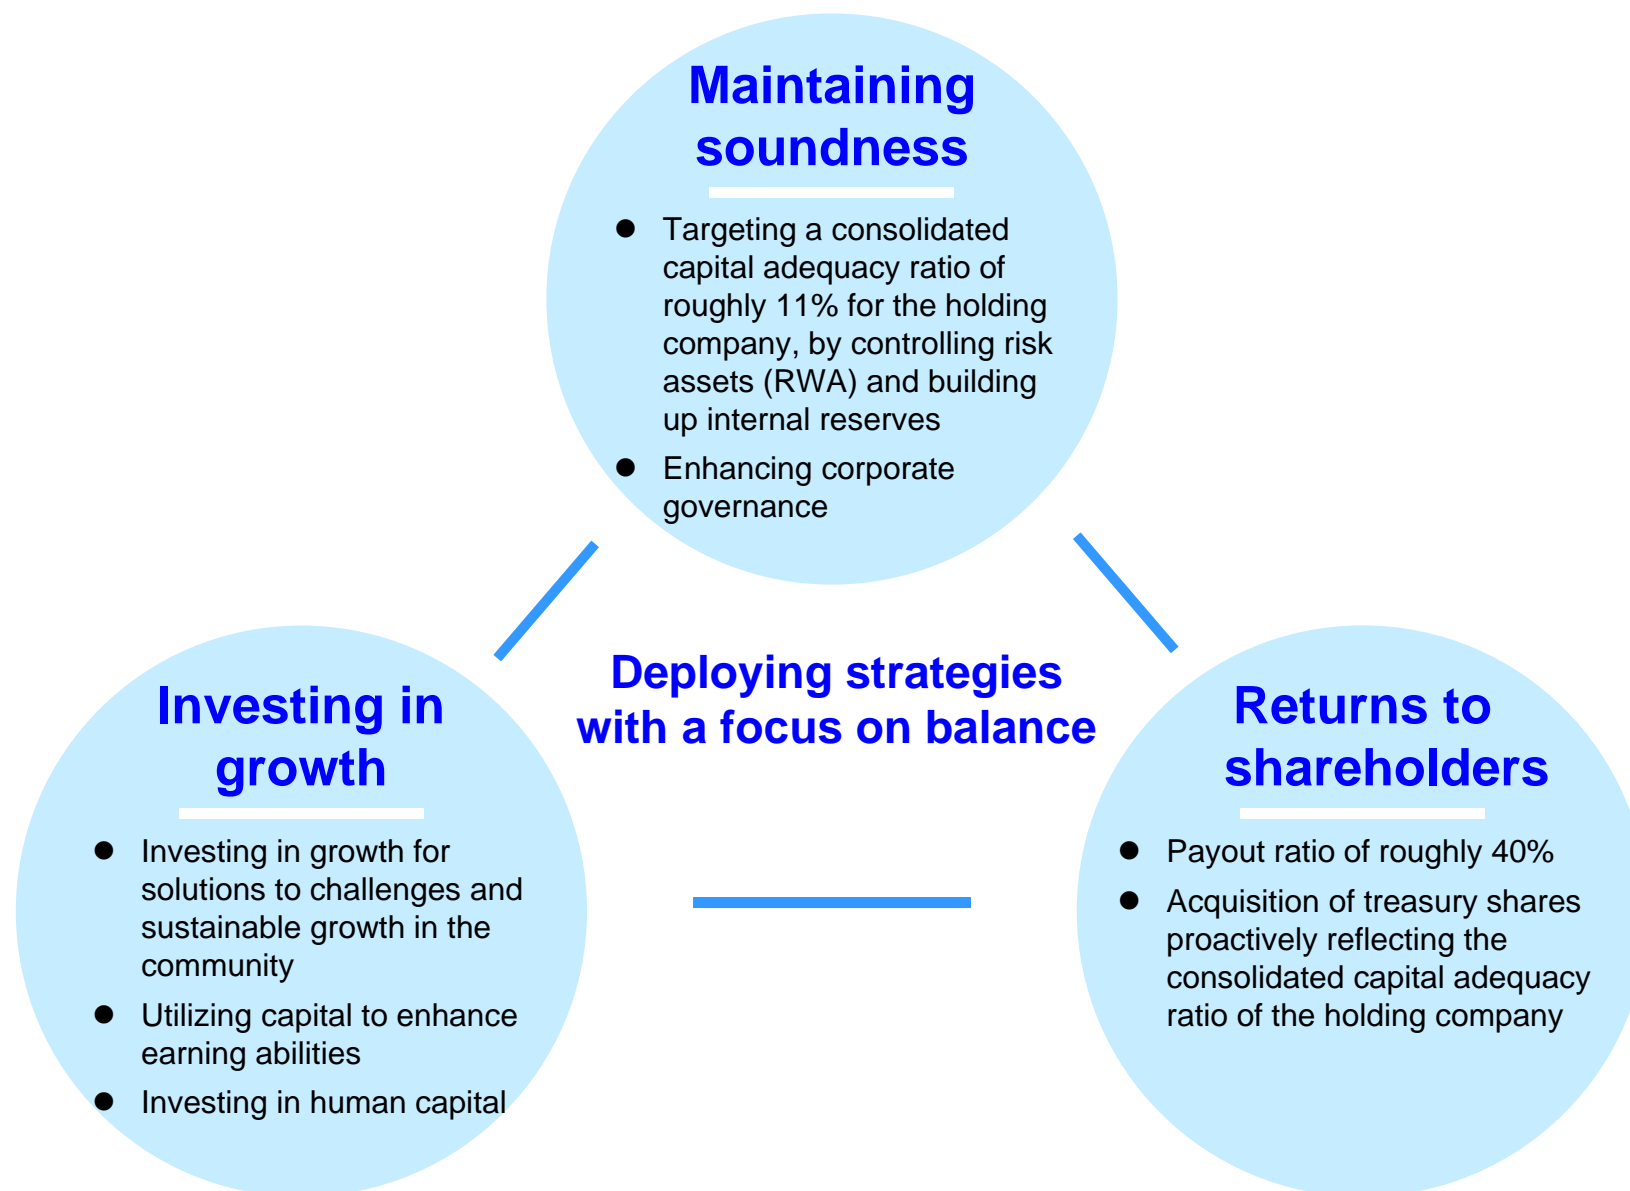 Maintaining
soundness
● Targeting a consolidated
capital adequacy ratio of
roughly 11% for the holding
company, by controlling risk
assets (RWA) and building
up internal reserves
● Enhancing corporate
governance
Deploying strategies
with a focus on balance
Investing in
growth
● Investing in growth for
solutions to challenges and
sustainable growth in the
community
● Utilizing capital to enhance
earning abilities
● Investing in human capital
Returns to
shareholders
● Payout ratio of roughly 40%
● Acquisition of treasury shares
proactively reflecting the
consolidated capital adequacy
ratio of the holding company